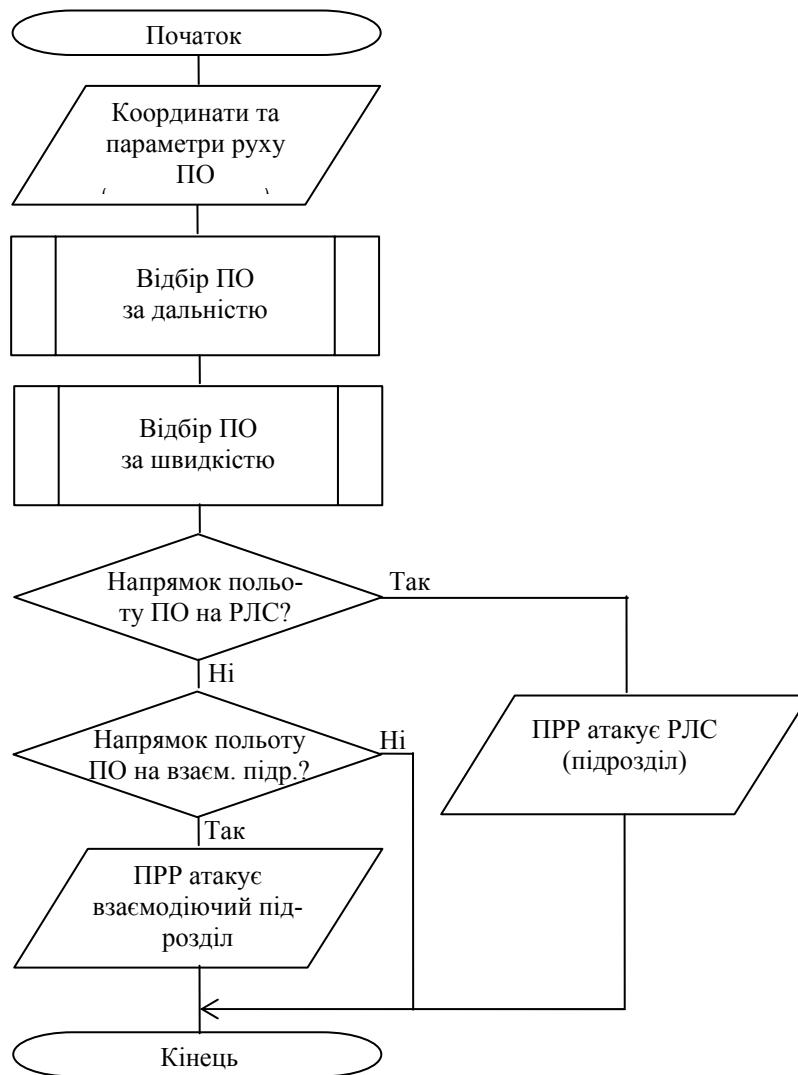 Початок
Координати та
параметри руху
ПО
Відбір ПО
за дальністю
Відбір ПО
за швидкістю
Напрямок польо-
ту ПО на РЛС?
Так
Ні
Напрямок польоту
ПО на взаєм. підр.?
Ні
ПРР атакує РЛС
(підрозділ)
Так
ПРР атакує
взаємодіючий під-
розділ
Кінець